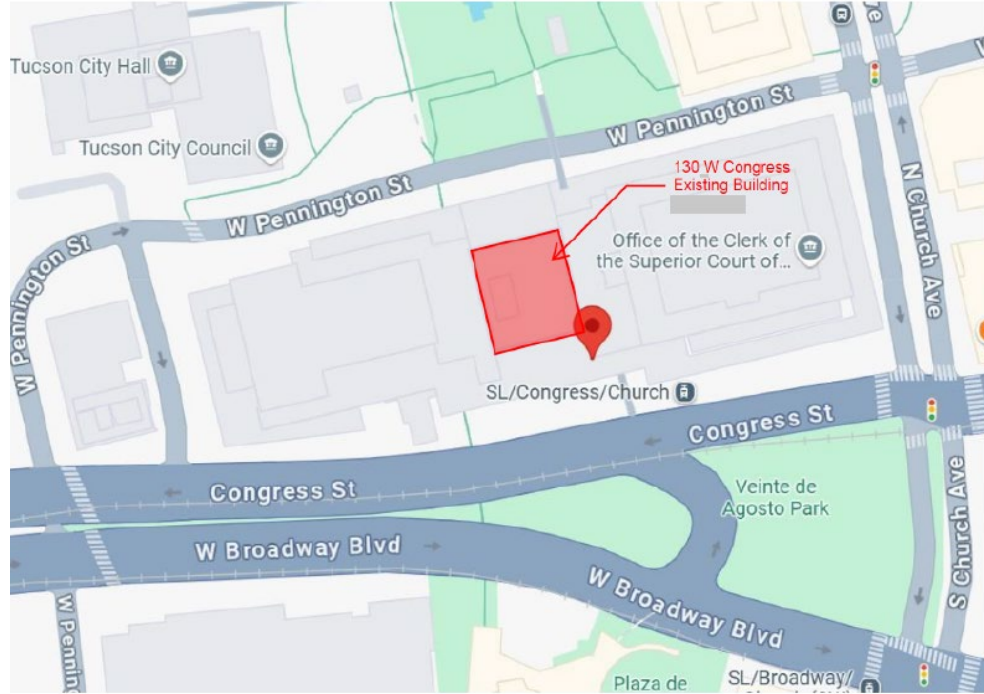 Tucson City Hall
Tucson City Council
W Pennington St
W Pennington St
W Pennington St
130 W Congress
Existing Building
Office of the Clerk of
the Superior Court of...
N Church Ave
SL/Congress/Church
Congress St
Congress St
Veinte de
Agosto Park
W Broadway Blvd
W Broadway Blvd
S Church Ave
W Pennin
Plaza de
SL/Broadway/